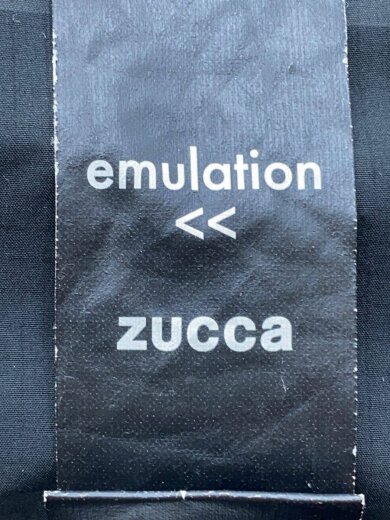 emulation
<<
zucca